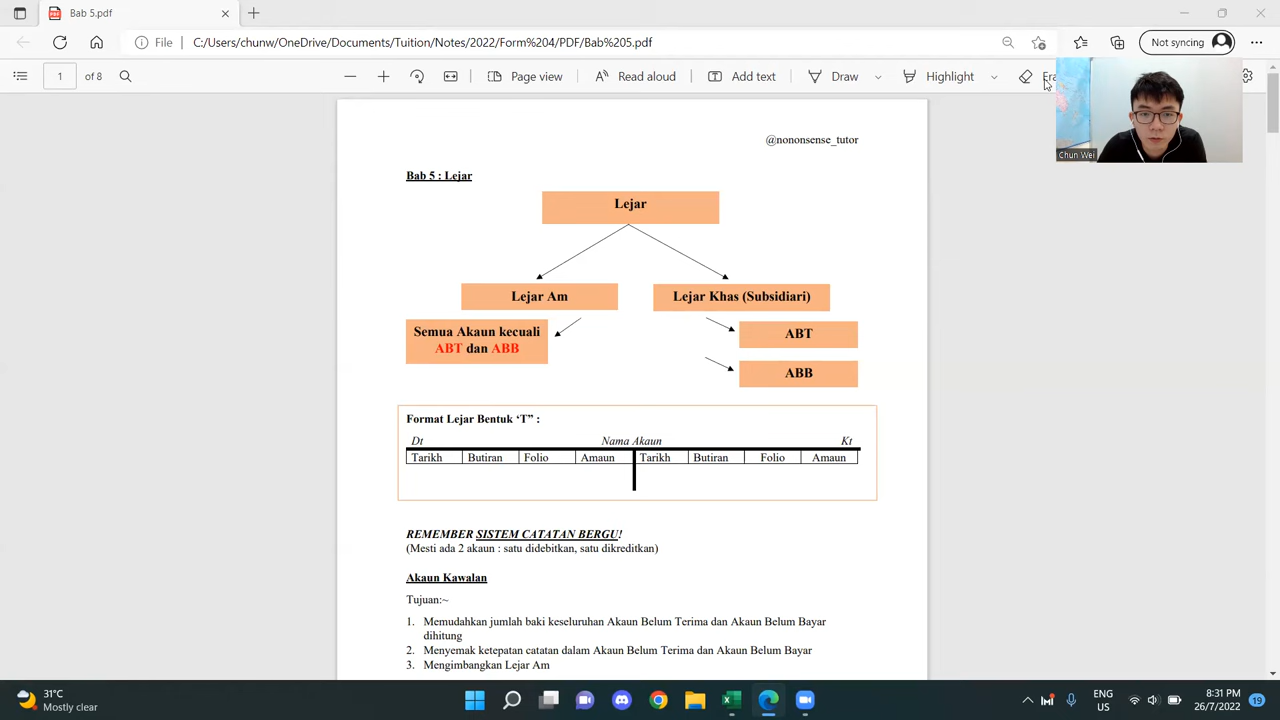 Bab 5.pdf
File
C:/Users/chunw/OneDrive/Documents/Tuition/Notes/2022/Form%204/PDF/Bab%205.pdf
Not syncing
1 of 8
Page view
Read aloud
Add text
Draw
Highlight
Era
Chun Wei
@nononsense_tutor
Bab 5 : Lejar
Lejar
Lejar Am
Lejar Khas (Subsidiari)
Semua Akaun kecuali
ABT dan ABB
ABT
ABB
Format Lejar Bentuk ‘T” :
Dt Nama Akaun Kt
Tarikh Butiran Folio Amaun Tarikh Butiran Folio Amaun
REMEMBER SISTEM CATATAN BERGU!
(Mesti ada 2 akaun : satu didebitkan, satu dikreditkan)
Akaun Kawalan
Tujuan:~
1. Memudahkan jumlah baki keseluruhan Akaun Belum Terima dan Akaun Belum Bayar
dihitung
2. Menyemak ketepatan catatan dalam Akaun Belum Terima dan Akaun Belum Bayar
3. Mengimbangkan Lejar Am
31°C
Mostly clear
ENG
US
8:31 PM
26/7/2022
19